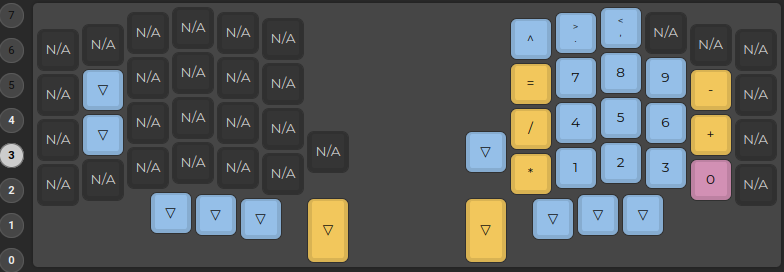 7
6
5
4
3
2
1
0
N/A N/A N/A N/A N/A N/A
N/A ▽ N/A N/A N/A N/A
N/A ▽ N/A N/A N/A N/A N/A
N/A N/A N/A N/A N/A N/A
▽ ▽ ▽ ▽
> <
^ . , N/A N/A N/A
= 7 8 9 - N/A
/ 4 5 6 + N/A
▽ * 1 2 3 0 N/A
▽ ▽ ▽ ▽